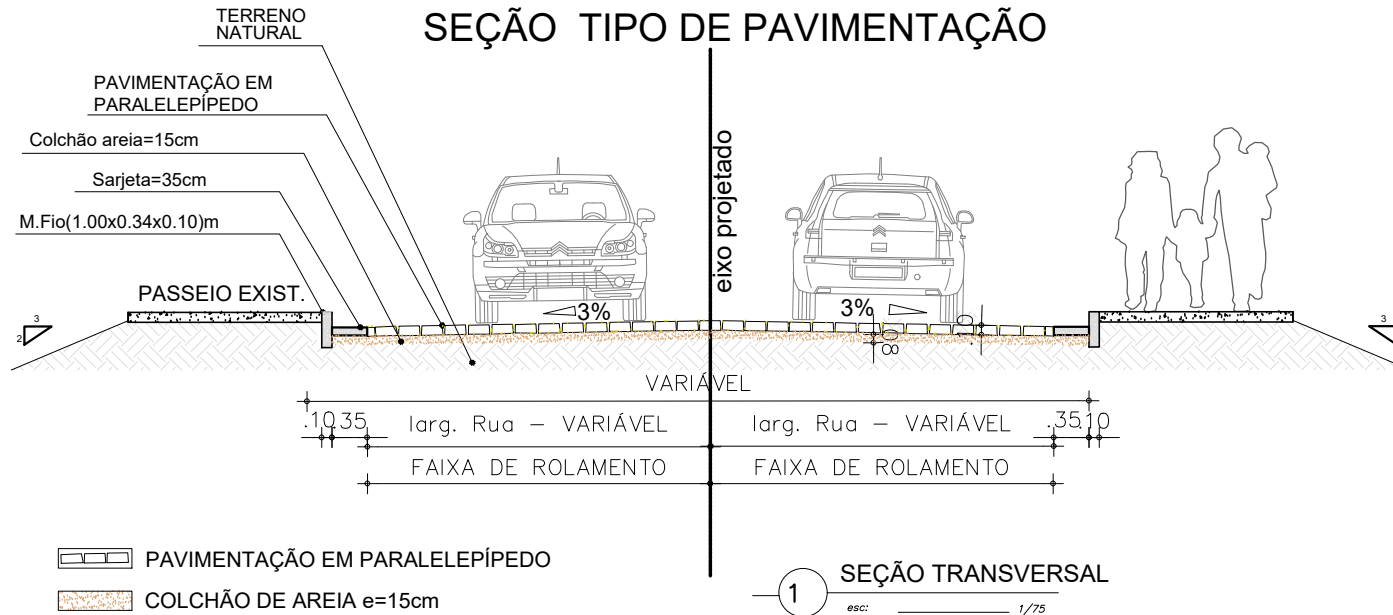 SEÇÃO TIPO DE PAVIMENTAÇÃO
TERRENO
NATURAL
PAVIMENTAÇÃO EM
PARALELEPÍPEDO
Colchão areia=15cm
Sarjeta=35cm
M.Fio(1.00x0.34x0.10)m
PASSEIO EXIST.
eixo projetado
3%
3%
3
2
3
VARIÁVEL
.10
.35
larg. Rua – VARIÁVEL
larg. Rua – VARIÁVEL
.35
.10
FAIXA DE ROLAMENTO
FAIXA DE ROLAMENTO
PAVIMENTAÇÃO EM PARALELEPÍPEDO
COLCHÃO DE AREIA e=15cm
1
SEÇÃO TRANSVERSAL
esc: 1/75